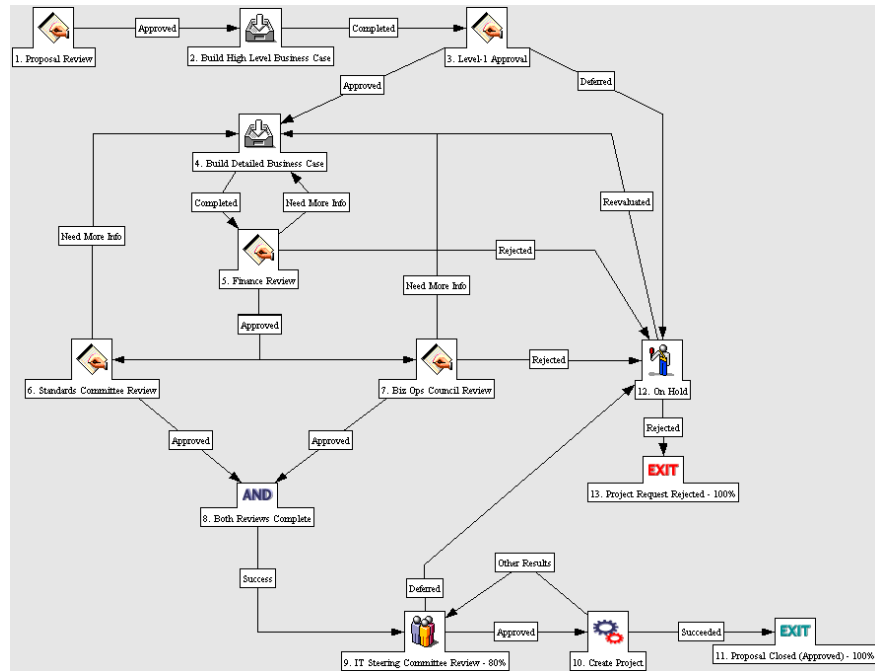 Approved
Completed
1. Proposal Review
2. Build High Level Business Case
3. Level-1 Approval
Approved
Deferred
4. Build Detailed Business Case
Completed
Need More Info
Reevaluated
Need More Info
Rejected
5. Finance Review
Need More Info
Approved
Rejected
6. Standards Committee Review
7. Biz Ops Council Review
12. On Hold
Approved
Approved
Rejected
EXIT
AND
13. Project Request Rejected - 100%
8. Both Reviews Complete
Other Results
Success
Deferred
Approved
Succeeded
EXIT
9. IT Steering Committee Review - 80%
10. Create Project
11. Proposal Closed (Approved) - 100%